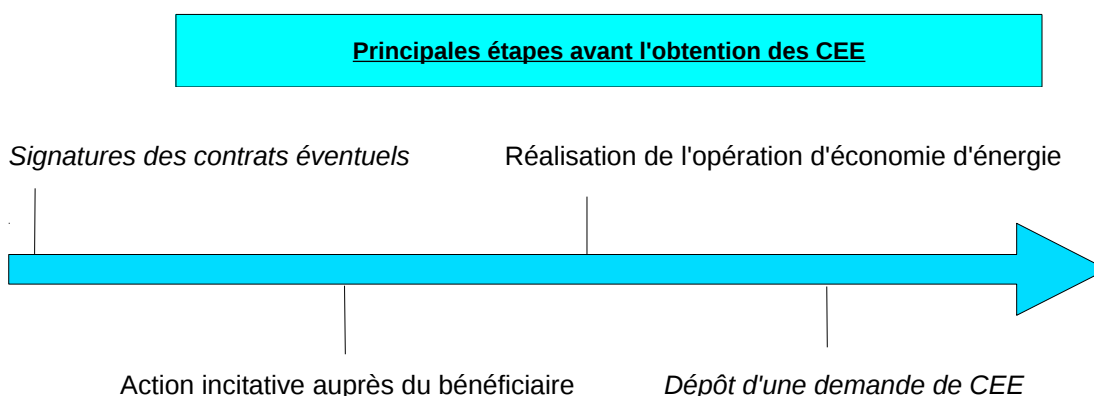 Principales étapes avant l'obtention des CEE
Signatures des contrats éventuels
Réalisation de l'opération d'économie d'énergie
Action incitative auprès du bénéficiaire
Dépôt d'une demande de CEE